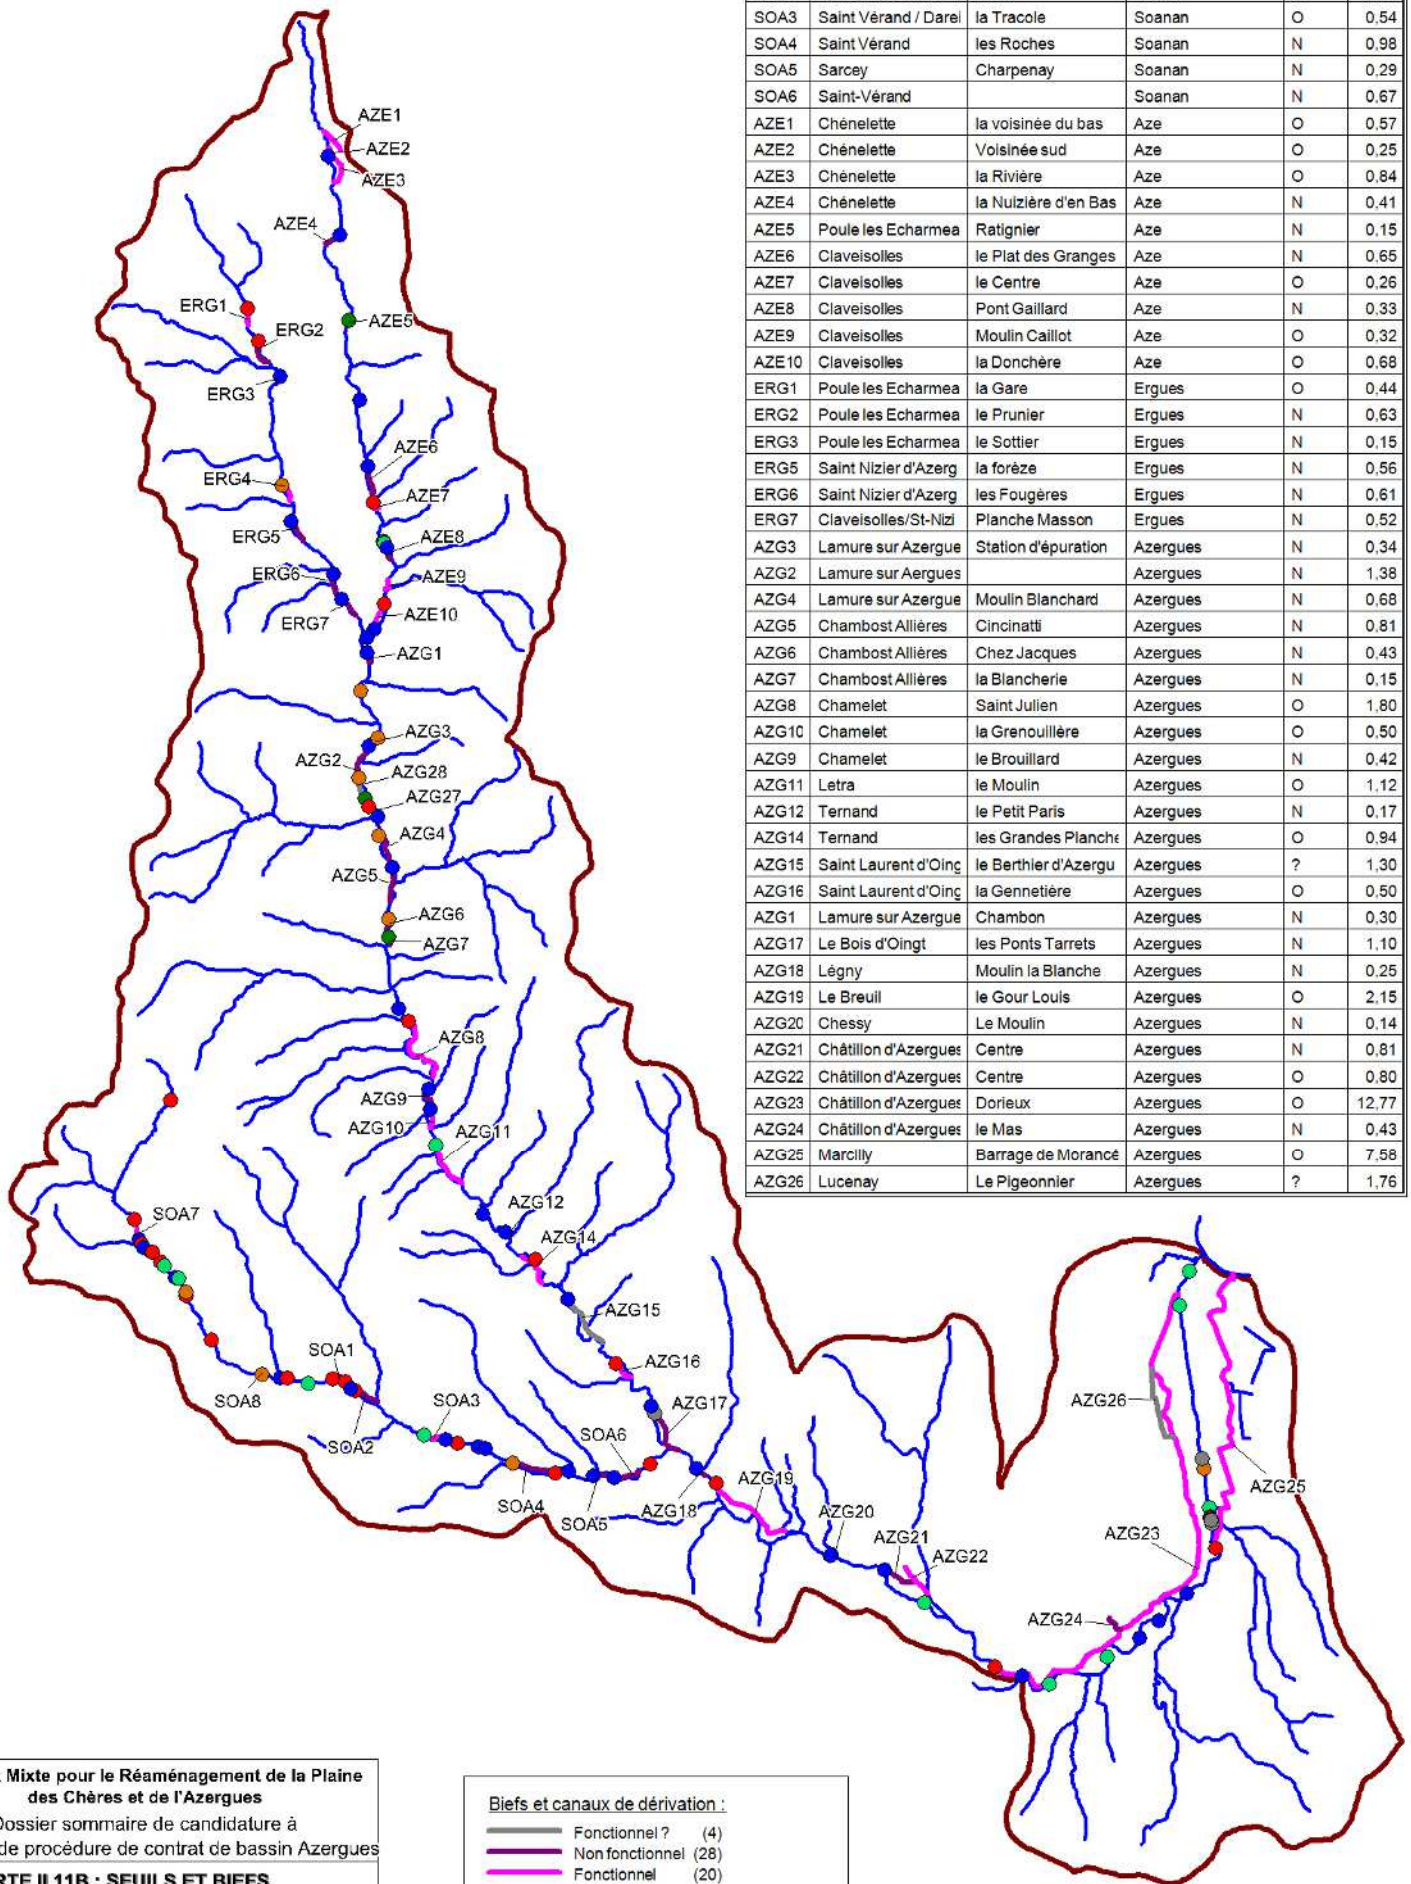 SOA3 Saint Vérand / Darei la Tracole Soanan O 0,54
SOA4 Saint Vérand les Roches Soanan N 0,98
SOA5 Sarcey Charpenay Soanan N 0,29
SOA6 Saint-Vérand Soanan N 0,67
AZE1 Chénelette la voisinée du bas Aze O 0,57
AZE2 Chénelette Voisinée sud Aze O 0,25
AZE3 Chénelette la Rivière Aze O 0,84
AZE4 Chénelette la Nuizière d'en Bas Aze N 0,41
AZE5 Poule les Echarmea Ratignier Aze N 0,15
AZE6 Claveisolles le Plat des Granges Aze N 0,65
AZE7 Claveisolles le Centre Aze O 0,26
AZE8 Claveisolles Pont Gaillard Aze N 0,33
AZE9 Claveisolles Moulin Caillot Aze O 0,32
AZE10 Claveisolles la Donchère Aze O 0,68
ERG1 Poule les Echarmea la Gare Ergues O 0,44
ERG2 Poule les Echarmea le Prunier Ergues N 0,63
ERG3 Poule les Echarmea le Sottier Ergues N 0,15
ERG5 Saint Nizier d'Azerg la forèze Ergues N 0,56
ERG6 Saint Nizier d'Azerg les Fougères Ergues N 0,61
ERG7 Claveisolles/St-Nizi Planche Masson Ergues N 0,52
AZG3 Lamure sur Azergue Station d'épuration Azergues N 0,34
AZG2 Lamure sur Aergues Azergues N 1,38
AZG4 Lamure sur Azergue Moulin Blanchard Azergues N 0,68
AZG5 Chambost Allières Cincinatti Azergues N 0,81
AZG6 Chambost Allières Chez Jacques Azergues N 0,43
AZG7 Chambost Allières la Blancherie Azergues N 0,15
AZG8 Chamelet Saint Julien Azergues O 1,80
AZG10 Chamelet la Grenouillère Azergues O 0,50
AZG9 Chamelet le Brouillard Azergues N 0,42
AZG11 Letra le Moulin Azergues O 1,12
AZG12 Ternand le Petit Paris Azergues N 0,17
AZG14 Ternand les Grandes Planche Azergues O 0,94
AZG15 Saint Laurent d'Oing le Berthier d'Azergu Azergues ? 1,30
AZG16 Saint Laurent d'Oing la Gennetière Azergues O 0,50
AZG1 Lamure sur Azergue Chambon Azergues N 0,30
AZG17 Le Bois d'Oingt les Ponts Tarrets Azergues N 1,10
AZG18 Légny Moulin la Blanche Azergues N 0,25
AZG19 Le Breuil le Gour Louis Azergues O 2,15
AZG20 Chessy Le Moulin Azergues N 0,14
AZG21 Châtillon d'Azergues Centre Azergues N 0,81
AZG22 Châtillon d'Azergues Centre Azergues O 0,80
AZG23 Châtillon d'Azergues Dorieux Azergues O 12,77
AZG24 Châtillon d'Azergues le Mas Azergues N 0,43
AZG25 Marcilly Barrage de Morancé Azergues O 7,58
AZG26 Lucenay Le Pigeonnier Azergues ? 1,76
AZE1
AZE2
AZE3
AZE4
ERG1
AZE5
ERG2
ERG3
AZE6
ERG4
AZE7
ERG5
AZE8
ERG6
AZE9
ERG7
AZE10
AZG1
AZG3
AZG2
AZG28
AZG27
AZG4
AZG5
AZG6
AZG7
AZG8
AZG9
AZG10
AZG11
AZG12
SOA7
AZG14
AZG15
SOA1
AZG16
SOA8
SOA3
AZG17
AZG26
SOA2
SOA6
AZG19
AZG25
SOA4
SOA5
AZG18
AZG20
AZG21
AZG22
AZG23
AZG24
Mixte pour le Réaménagement de la Plaine
des Chères et de l'Azergues
Dossier sommaire de candidature à
de procédure de contrat de bassin Azergues
RTE II.11B : SEUILS ET BIEFS
Biefs et canaux de dérivation :
Fonctionnel ? (4)
Non fonctionnel (28)
Fonctionnel (20)